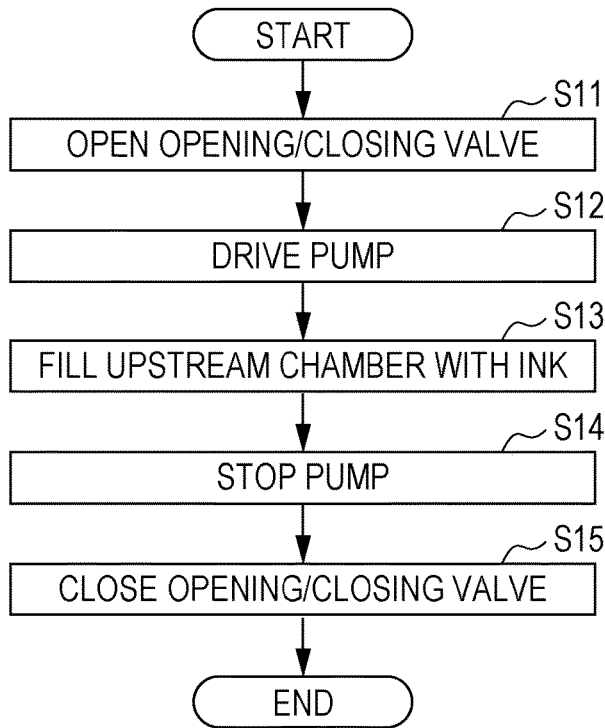 START
S11
OPEN OPENING/CLOSING VALVE
S12
DRIVE PUMP
S13
FILL UPSTREAM CHAMBER WITH INK
S14
STOP PUMP
S15
CLOSE OPENING/CLOSING VALVE
END